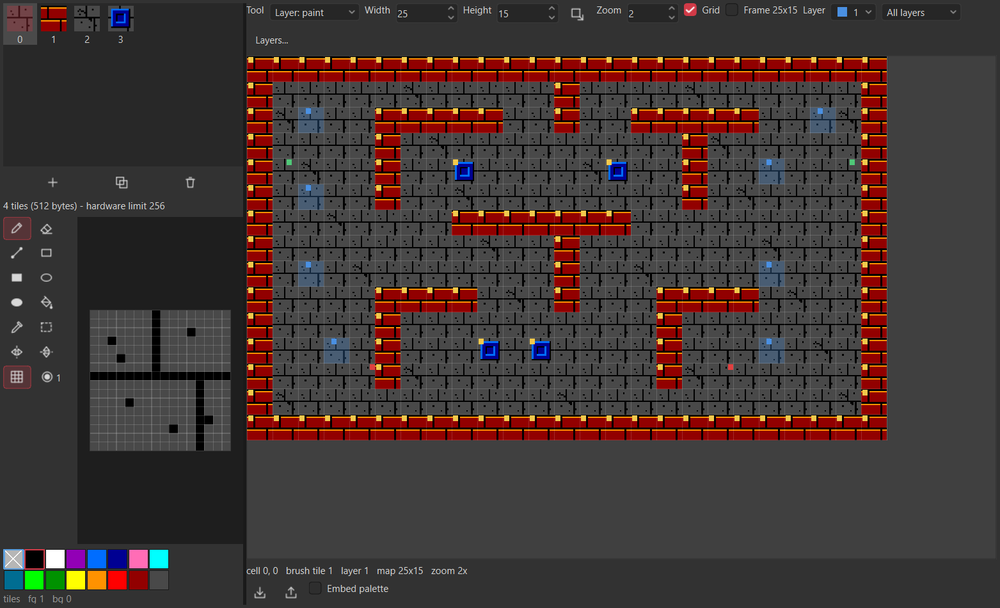 Tool Layer: paint Width 25 Height 15 Zoom 2 Grid Frame 25x15 Layer 1 All layers
Layers...
0 1 2 3
4 tiles (512 bytes) - hardware limit 256
1
cell 0, 0 brush tile 1 layer 1 map 25x15 zoom 2x
Embed palette
tiles fg 1 bg 0